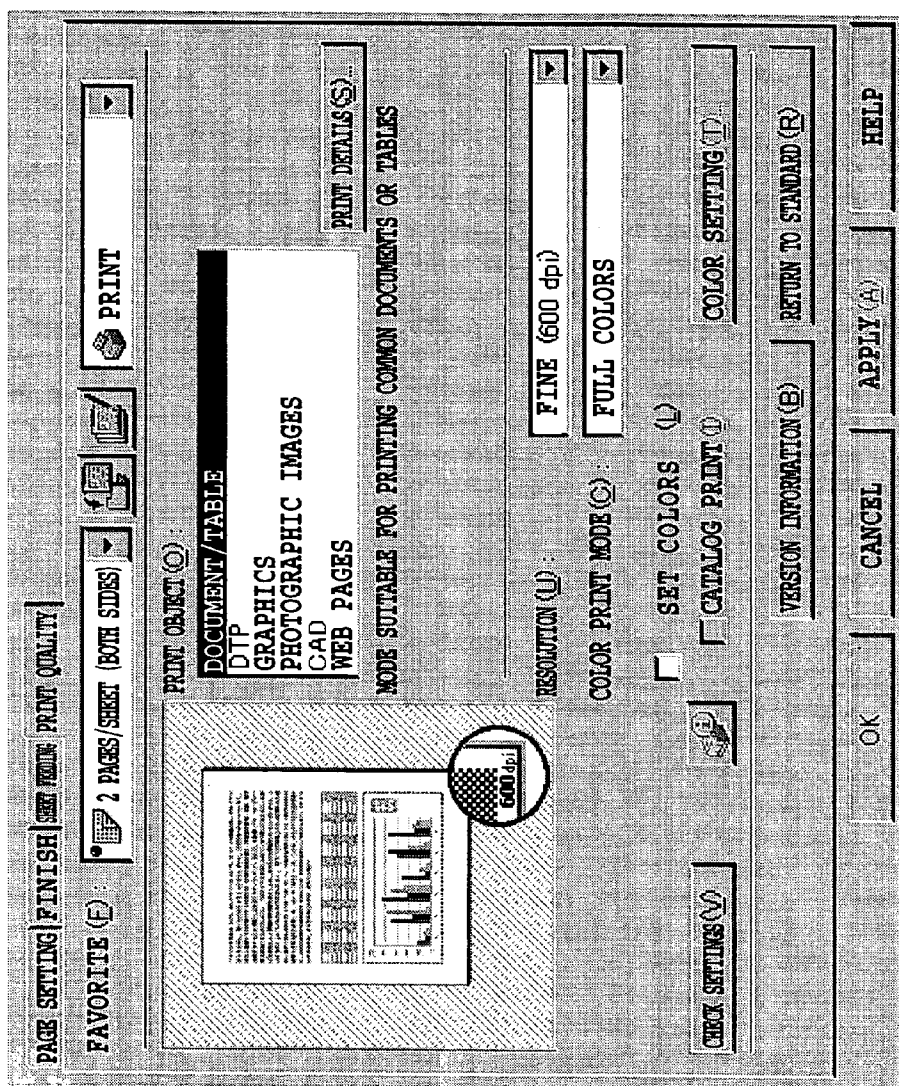 PAGE SETTING FINISH SHEET FEEDING PRINT QUALITY
FAVORITE (F) : 2 PAGES/SHEET (BOTH SIDES) PRINT
PRINT OBJECT(O) :
DOCUMENT/TABLE
DTP
GRAPHICS
PHOTOGRAPHIC IMAGES
CAD
WEB PAGES
PRINT DETAILS(S)...
MODE SUITABLE FOR PRINTING COMMON DOCUMENTS OR TABLES
600 dpi
RESOLUTION (U) : FINE (600 dpi)
COLOR PRINT MODE(C) : FULL COLORS
SET COLORS (L)
CHECK SETTINGS(V) CATALOG PRINT(I) COLOR SETTING(T)...
VERSION INFORMATION(B) RETURN TO STANDARD(R)
OK CANCEL APPLY(A) HELP